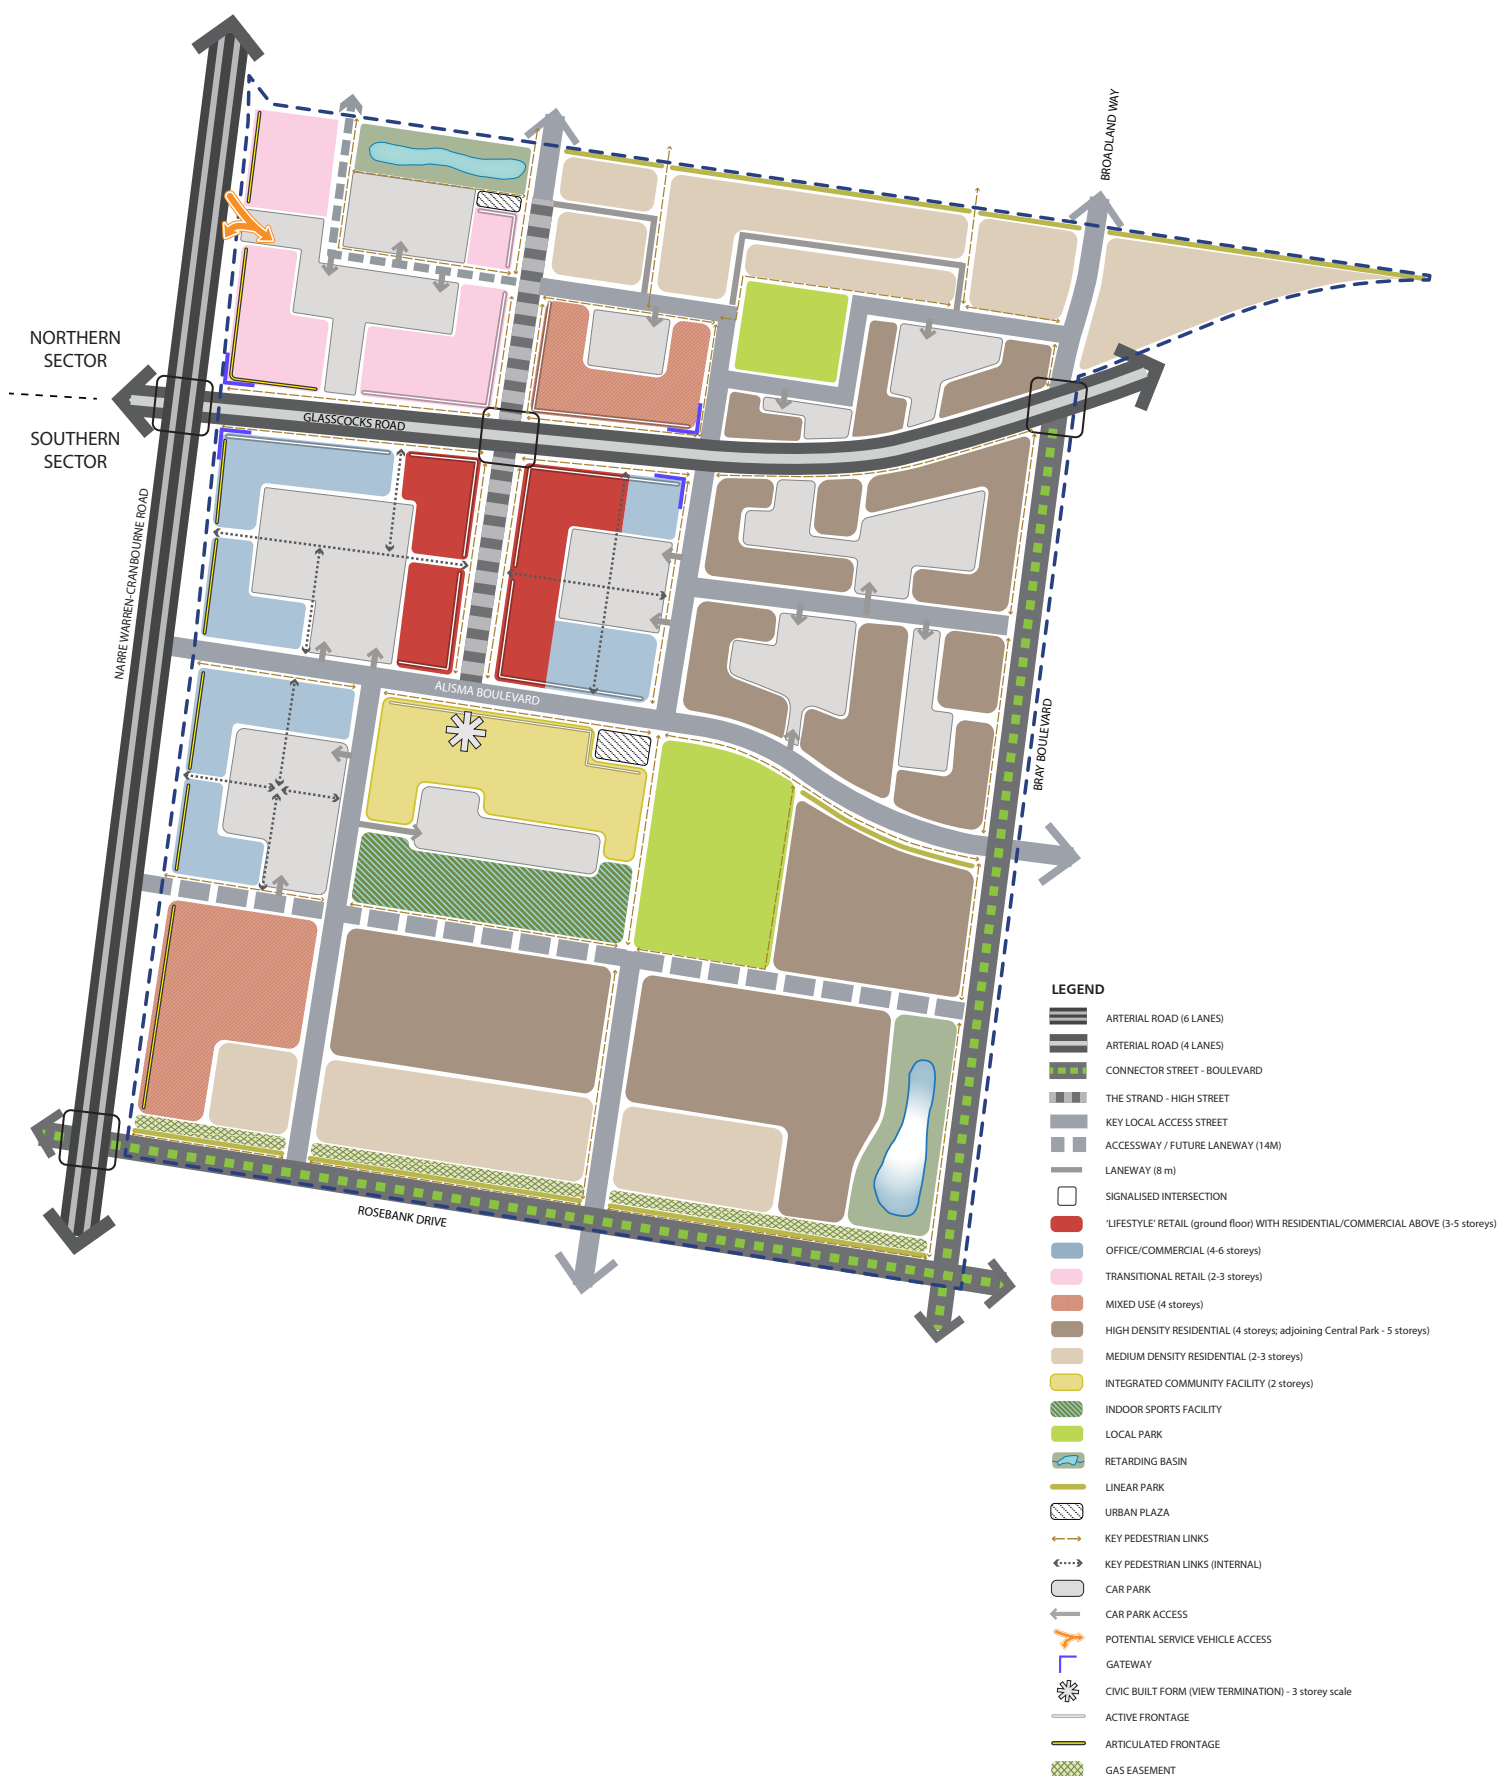 BROADLAND WAY
NORTHERN
SECTOR
GLASSCOCKS ROAD
SOUTHERN
SECTOR
NARRE WARREN-CRANBOURNE ROAD
ALISMA BOULEVARD
BRAY BOULEVARD
ROSEBANK DRIVE
LEGEND
ARTERIAL ROAD (6 LANES)
ARTERIAL ROAD (4 LANES)
CONNECTOR STREET - BOULEVARD
THE STRAND - HIGH STREET
KEY LOCAL ACCESS STREET
ACCESSWAY / FUTURE LANEWAY (14M)
LANEWAY (8 m)
SIGNALISED INTERSECTION
'LIFESTYLE' RETAIL (ground floor) WITH RESIDENTIAL/COMMERCIAL ABOVE (3-5 storeys)
OFFICE/COMMERCIAL (4-6 storeys)
TRANSITIONAL RETAIL (2-3 storeys)
MIXED USE (4 storeys)
HIGH DENSITY RESIDENTIAL (4 storeys; adjoining Central Park - 5 storeys)
MEDIUM DENSITY RESIDENTIAL (2-3 storeys)
INTEGRATED COMMUNITY FACILITY (2 storeys)
INDOOR SPORTS FACILITY
LOCAL PARK
RETARDING BASIN
LINEAR PARK
URBAN PLAZA
KEY PEDESTRIAN LINKS
KEY PEDESTRIAN LINKS (INTERNAL)
CAR PARK
CAR PARK ACCESS
POTENTIAL SERVICE VEHICLE ACCESS
GATEWAY
CIVIC BUILT FORM (VIEW TERMINATION) - 3 storey scale
ACTIVE FRONTAGE
ARTICULATED FRONTAGE
GAS EASEMENT